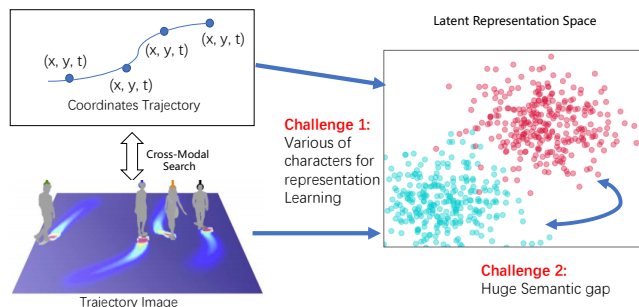 (x, y, t)
(x, y, t)
(x, y, t)
(x, y, t)
Coordinates Trajectory
Cross-Modal
Search
Trajectory Image
Challenge 1:
Various of
characters for
representation
Learning
Latent Representation Space
Challenge 2:
Huge Semantic gap